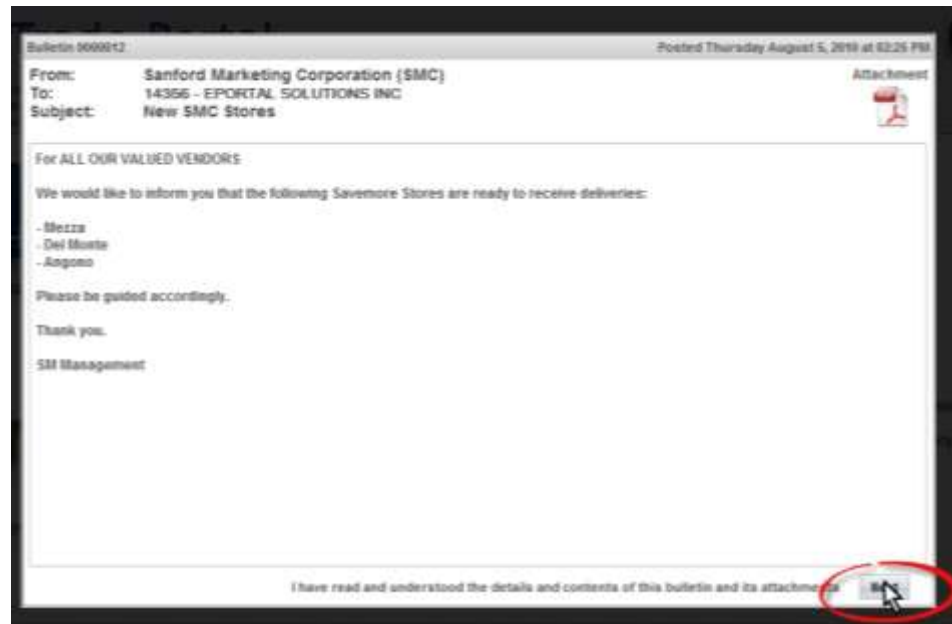 Bulletin 0000012 Posted Thursday August 5, 2010 at 02:25 PM
From: Sanford Marketing Corporation (SMC) Attachment
To: 14356 - EPORTAL SOLUTIONS INC
Subject: New SMC Stores
For ALL OUR VALUED VENDORS
We would like to inform you that the following Savemore Stores are ready to receive deliveries:
- Mezza
- Del Monte
- Angono
Please be guided accordingly.
Thank you.
SM Management
I have read and understood the details and contents of this bulletin and its attachments